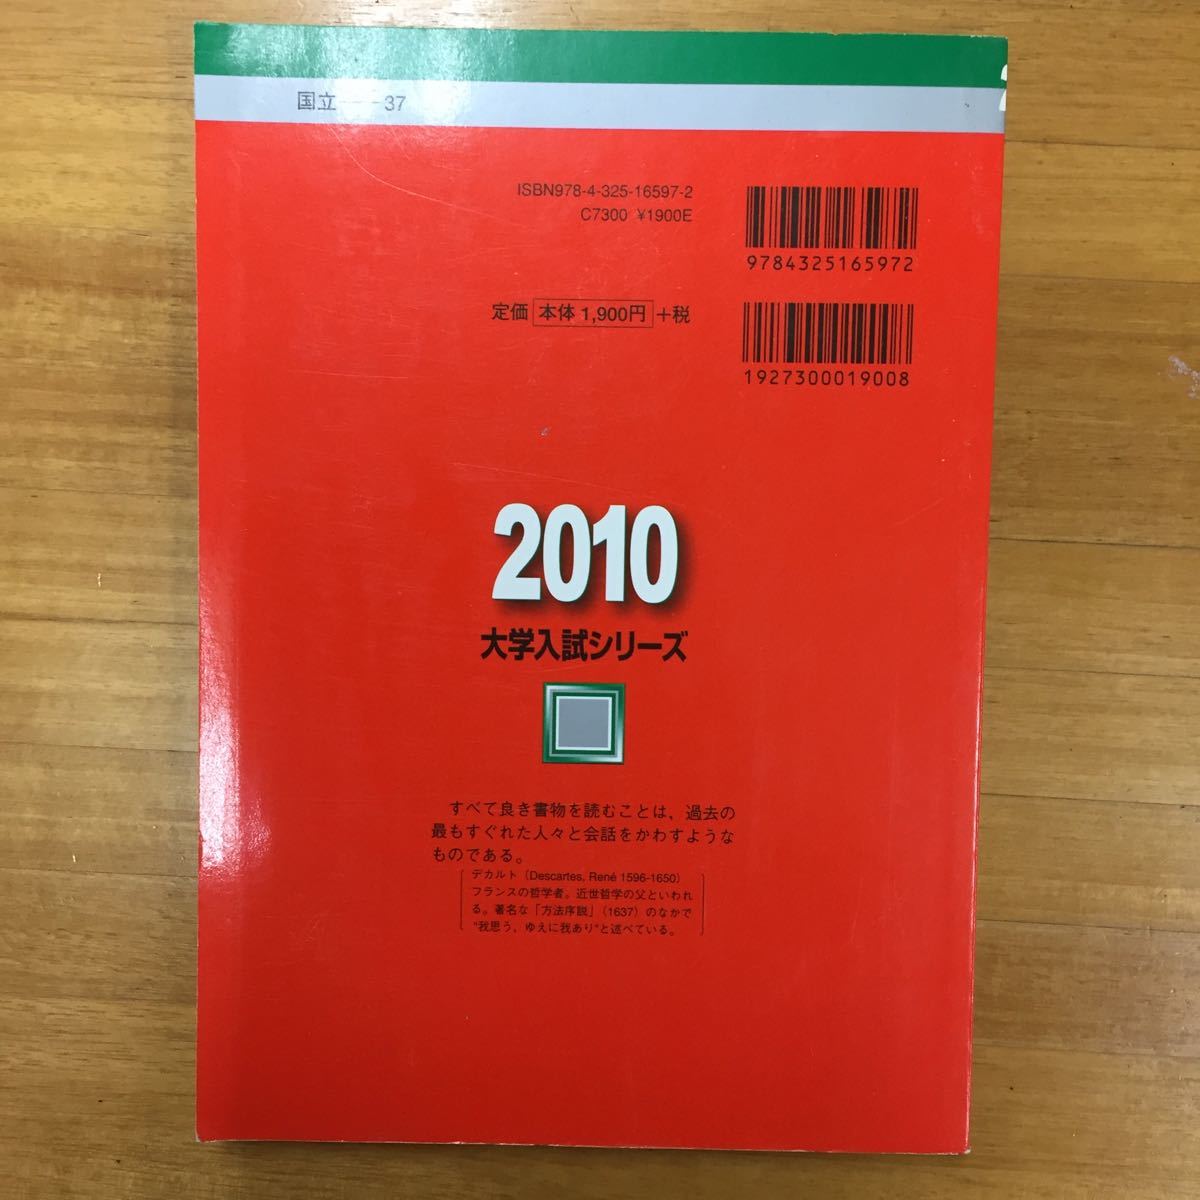 国立——37
ISBN978-4-325-16597-2
C7300 ¥1900E
9784325165972
定価 本体1,900円 +税
1927300019008
2010
大学入試シリーズ
すべて良き書物を読むことは、過去の
最もすぐれた人々と会話をかわすような
ものである。
デカルト（Descartes, René 1596-1650）
フランスの哲学者。近世哲学の父といわれ
る。著名な「方法序説」（1637）のなかで
"我思う、ゆえに我あり"と述べている。